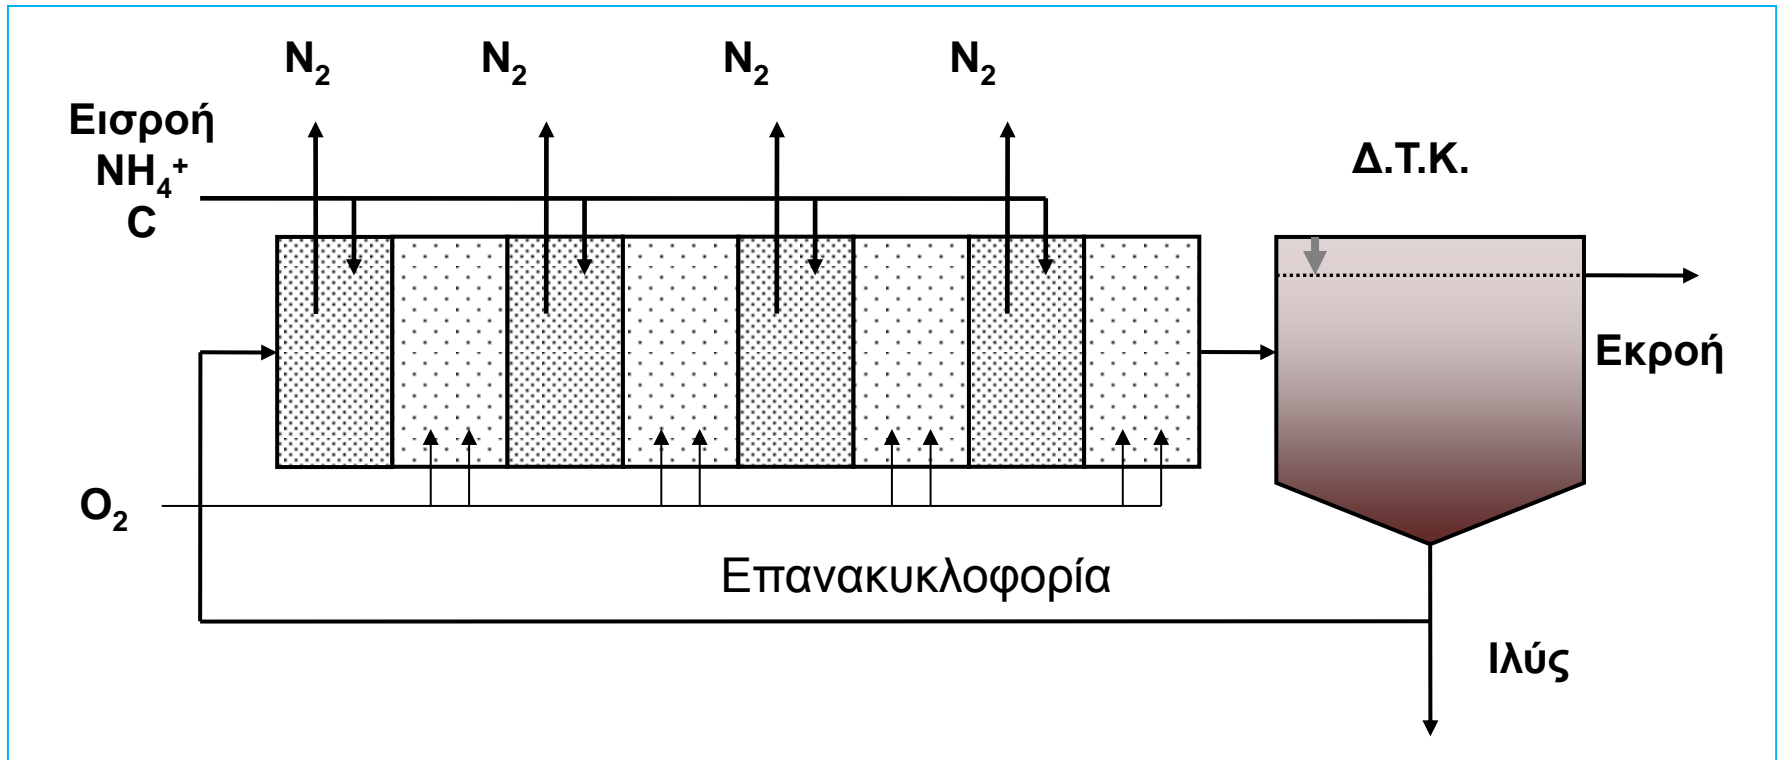 N₂ N₂ N₂ N₂
Εισροή
NH₄⁺
C
Δ.Τ.Κ.
Εκροή
O₂
Επανακυκλοφορία
Ιλύς